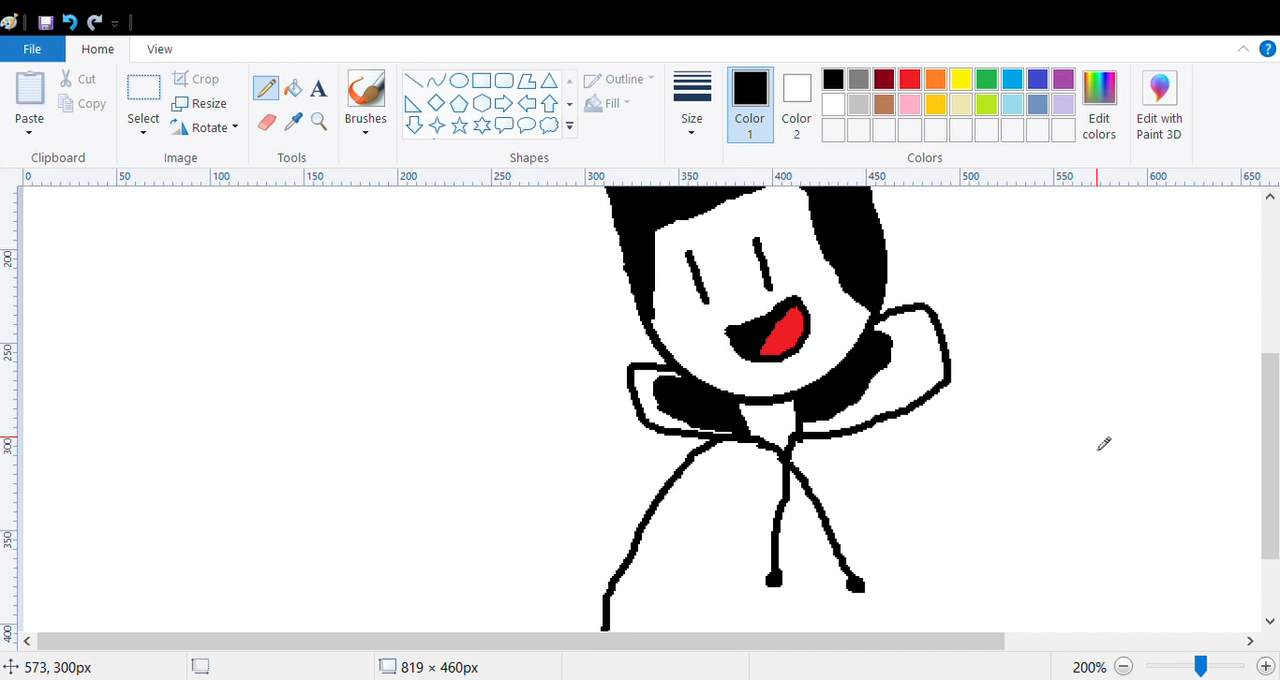 File Home View
Cut
Copy
Paste
Clipboard
Select
Crop
Resize
Rotate
Image
A
Tools
Brushes
Outline
Fill
Shapes
Size
Color 1
Color 2
Edit colors
Colors
Edit with Paint 3D
?
0 50 100 150 200 250 300 350 400 450 500 550 600 650
200
250
300
350
400
573, 300px
819 × 460px
200%